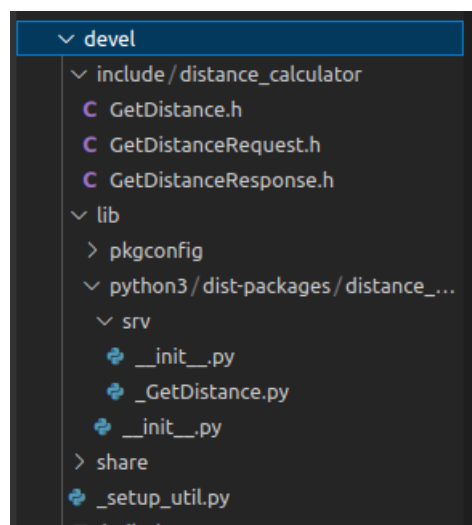 devel
include/distance_calculator
C GetDistance.h
C GetDistanceRequest.h
C GetDistanceResponse.h
lib
pkgconfig
python3/dist-packages/distance_...
srv
__init__.py
_GetDistance.py
__init__.py
share
_setup_util.py